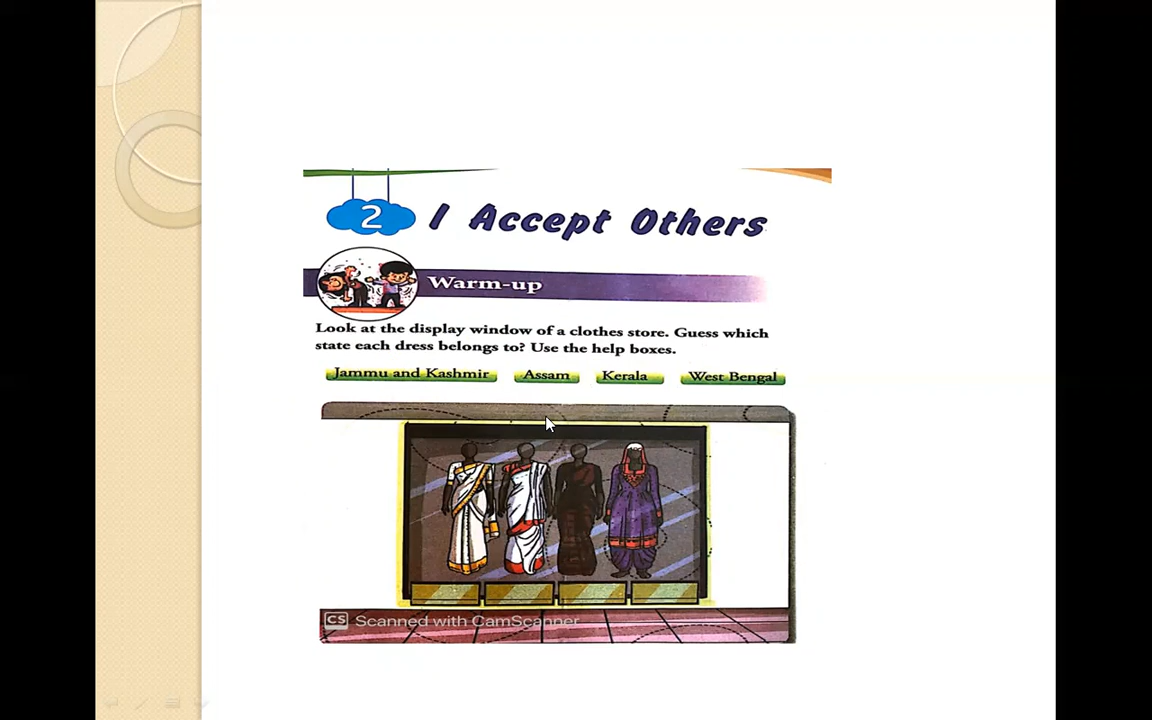 2
I Accept Others
Warm-up
Look at the display window of a clothes store. Guess which
state each dress belongs to? Use the help boxes.
Jammu and Kashmir Assam Kerala West Bengal
CS Scanned with CamScanner